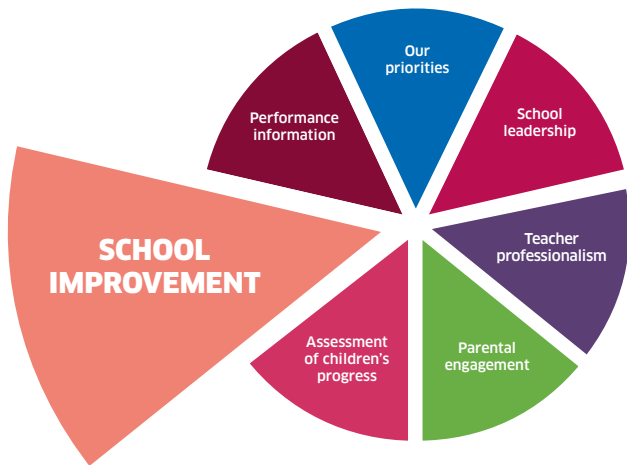 Our
priorities
School
leadership
Teacher
professionalism
Parental
engagement
Assessment
of children's
progress
SCHOOL
IMPROVEMENT
Performance
information